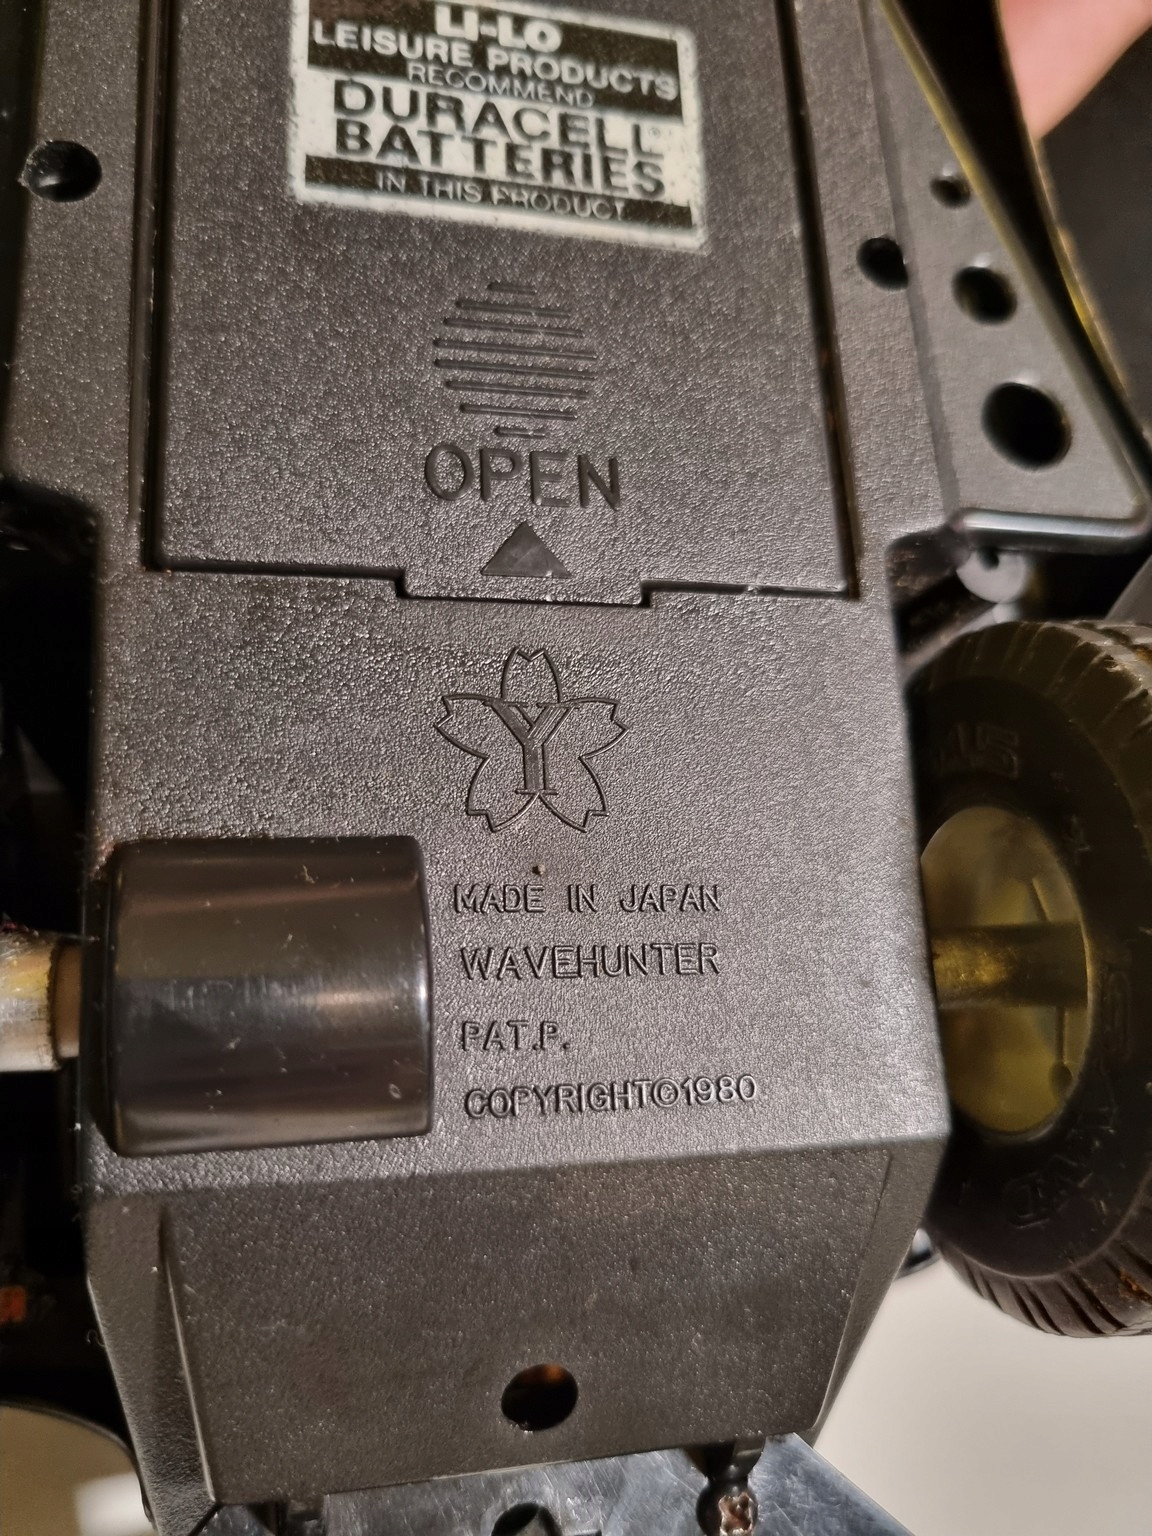 LI-LO
LEISURE PRODUCTS
RECOMMEND
DURACELL®
BATTERIES
IN THIS PRODUCT
OPEN
Y
MADE IN JAPAN
WAVEHUNTER
PAT.P.
COPYRIGHT©1980